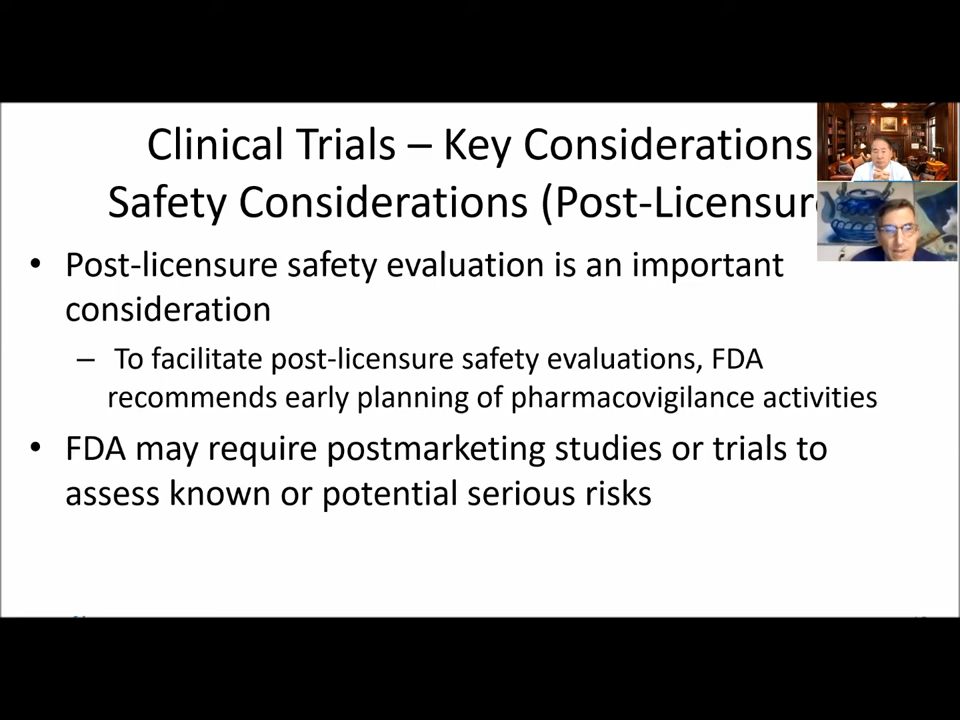 Clinical Trials – Key Considerations
Safety Considerations (Post-Licensure
• Post-licensure safety evaluation is an important
consideration
– To facilitate post-licensure safety evaluations, FDA
recommends early planning of pharmacovigilance activities
• FDA may require postmarketing studies or trials to
assess known or potential serious risks